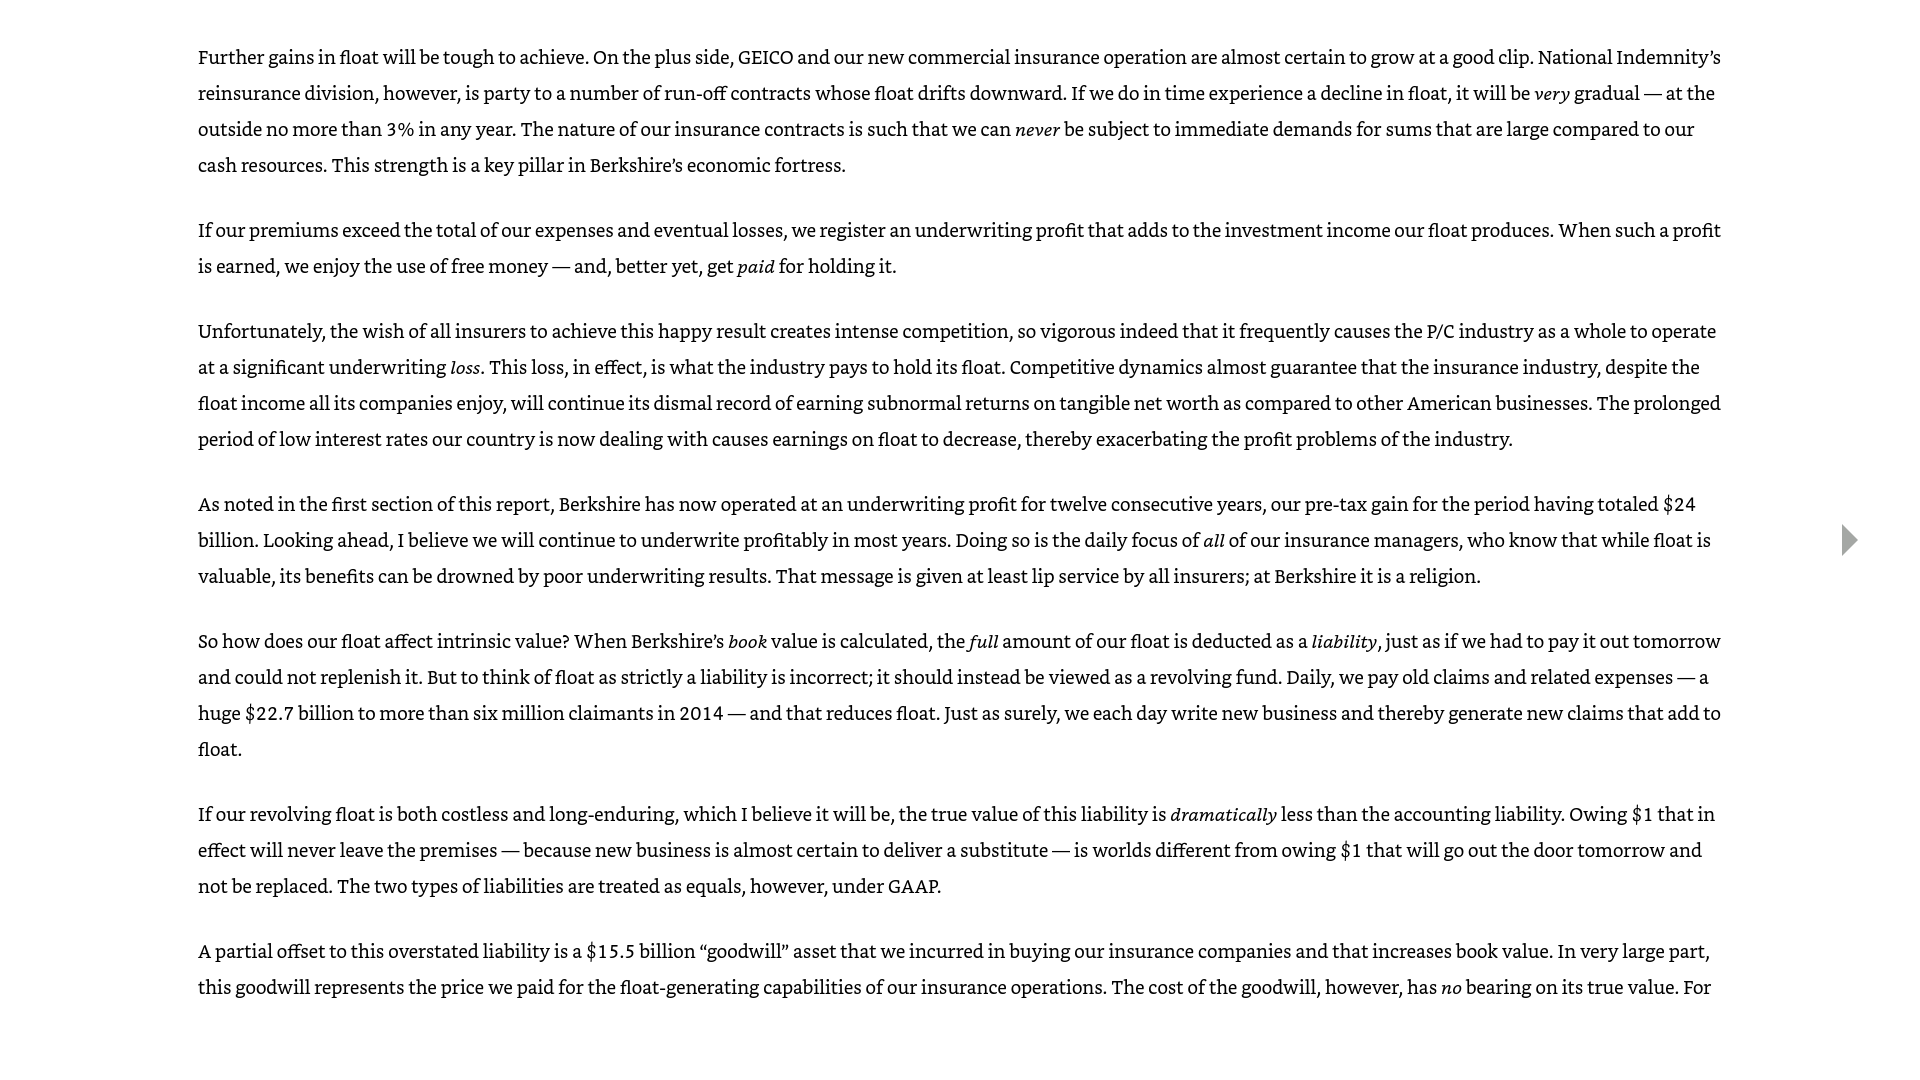 Further gains in float will be tough to achieve. On the plus side, GEICO and our new commercial insurance operation are almost certain to grow at a good clip. National Indemnity’s
reinsurance division, however, is party to a number of run-off contracts whose float drifts downward. If we do in time experience a decline in float, it will be very gradual — at the
outside no more than 3% in any year. The nature of our insurance contracts is such that we can never be subject to immediate demands for sums that are large compared to our
cash resources. This strength is a key pillar in Berkshire’s economic fortress.
If our premiums exceed the total of our expenses and eventual losses, we register an underwriting profit that adds to the investment income our float produces. When such a profit
is earned, we enjoy the use of free money — and, better yet, get paid for holding it.
Unfortunately, the wish of all insurers to achieve this happy result creates intense competition, so vigorous indeed that it frequently causes the P/C industry as a whole to operate
at a significant underwriting loss. This loss, in effect, is what the industry pays to hold its float. Competitive dynamics almost guarantee that the insurance industry, despite the
float income all its companies enjoy, will continue its dismal record of earning subnormal returns on tangible net worth as compared to other American businesses. The prolonged
period of low interest rates our country is now dealing with causes earnings on float to decrease, thereby exacerbating the profit problems of the industry.
As noted in the first section of this report, Berkshire has now operated at an underwriting profit for twelve consecutive years, our pre-tax gain for the period having totaled $24
billion. Looking ahead, I believe we will continue to underwrite profitably in most years. Doing so is the daily focus of all of our insurance managers, who know that while float is
valuable, its benefits can be drowned by poor underwriting results. That message is given at least lip service by all insurers; at Berkshire it is a religion.
So how does our float affect intrinsic value? When Berkshire’s book value is calculated, the full amount of our float is deducted as a liability, just as if we had to pay it out tomorrow
and could not replenish it. But to think of float as strictly a liability is incorrect; it should instead be viewed as a revolving fund. Daily, we pay old claims and related expenses — a
huge $22.7 billion to more than six million claimants in 2014 — and that reduces float. Just as surely, we each day write new business and thereby generate new claims that add to
float.
If our revolving float is both costless and long-enduring, which I believe it will be, the true value of this liability is dramatically less than the accounting liability. Owing $1 that in
effect will never leave the premises — because new business is almost certain to deliver a substitute — is worlds different from owing $1 that will go out the door tomorrow and
not be replaced. The two types of liabilities are treated as equals, however, under GAAP.
A partial offset to this overstated liability is a $15.5 billion “goodwill” asset that we incurred in buying our insurance companies and that increases book value. In very large part,
this goodwill represents the price we paid for the float-generating capabilities of our insurance operations. The cost of the goodwill, however, has no bearing on its true value. For